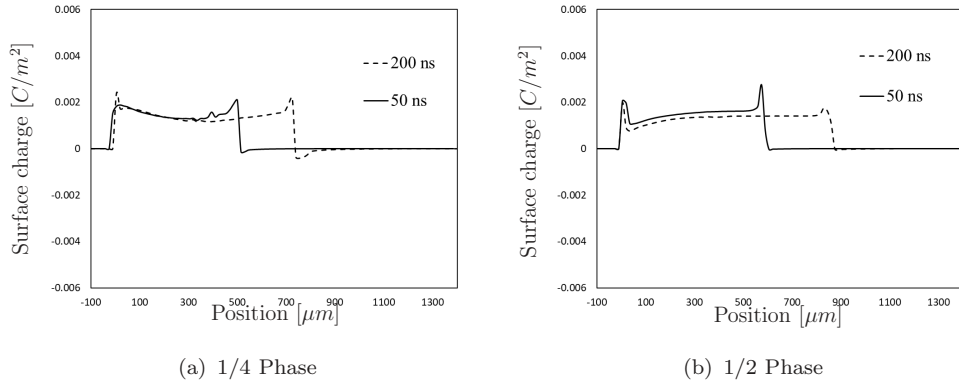 Surface charge [C/m²]
0.006
0.004
0.002
0
-0.002
-0.004
-0.006
200 ns
50 ns
-100 100 300 500 700 900 1100 1300
Position [μm]
(a) 1/4 Phase
Surface charge [C/m²]
0.006
0.004
0.002
0
-0.002
-0.004
-0.006
200 ns
50 ns
-100 100 300 500 700 900 1100 1300
Position [μm]
(b) 1/2 Phase